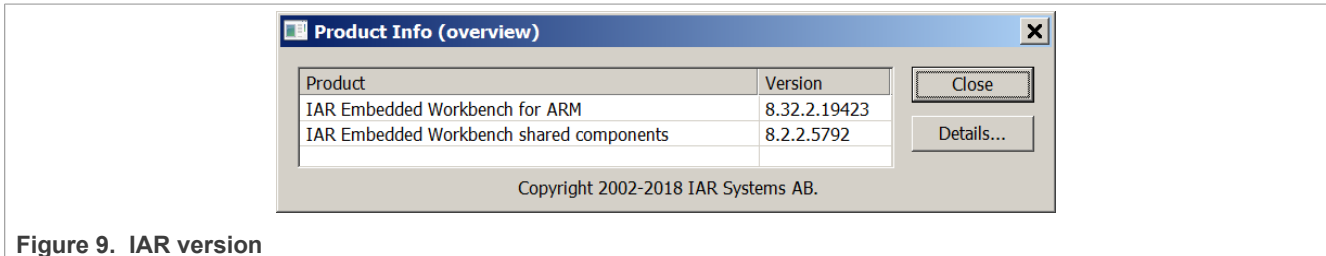 Product Info (overview)
Product Version Close
IAR Embedded Workbench for ARM 8.32.2.19423
IAR Embedded Workbench shared components 8.2.2.5792 Details...
Copyright 2002-2018 IAR Systems AB.
Figure 9. IAR version